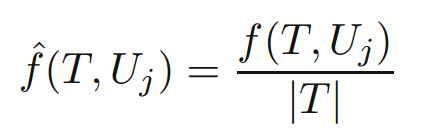 \hat{f}(T, U_j) = \frac{f(T, U_j)}{|T|}